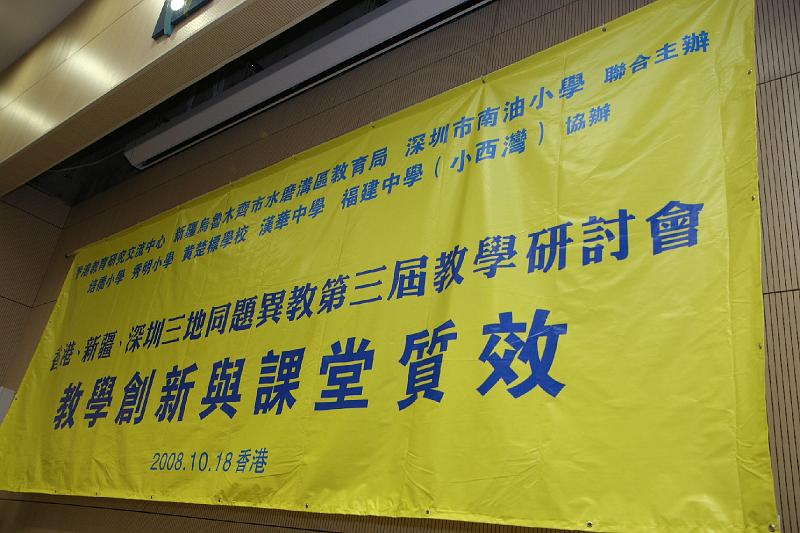 香港教育研究交流中心 新疆烏魯木齊市水磨溝區教育局 深圳市南油小學 聯合主辦
培僑小學 秀明小學 黃楚標學校 漢華中學 福建中學（小西灣）協辦
香港、新疆、深圳三地同題異教第三屆教學研討會
教學創新與課堂質效
2008.10.18香港